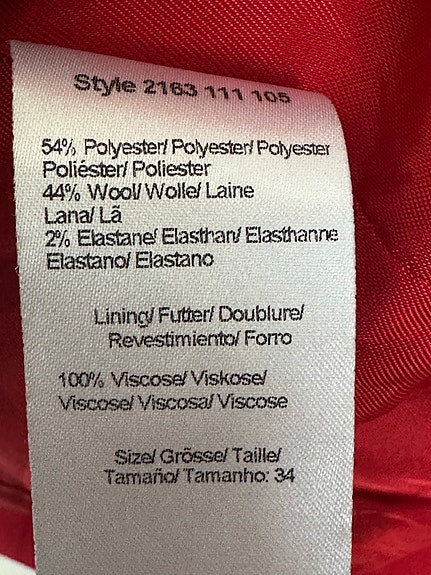 Style 2163 111 105
54% Polyester/ Polyester/ Polyester
Poliéster/ Poliester
44% Wool/ Wolle/ Laine
Lana/ Lã
2% Elastane/ Elasthan/ Elasthanne
Elastano/ Elastano
Lining/ Futter/ Doublure/
Revestimiento/ Forro
100% Viscose/ Viskose/
Viscose/ Viscosa/ Viscose
Size/ Grösse/ Taille/
Tamaño/ Tamanho: 34